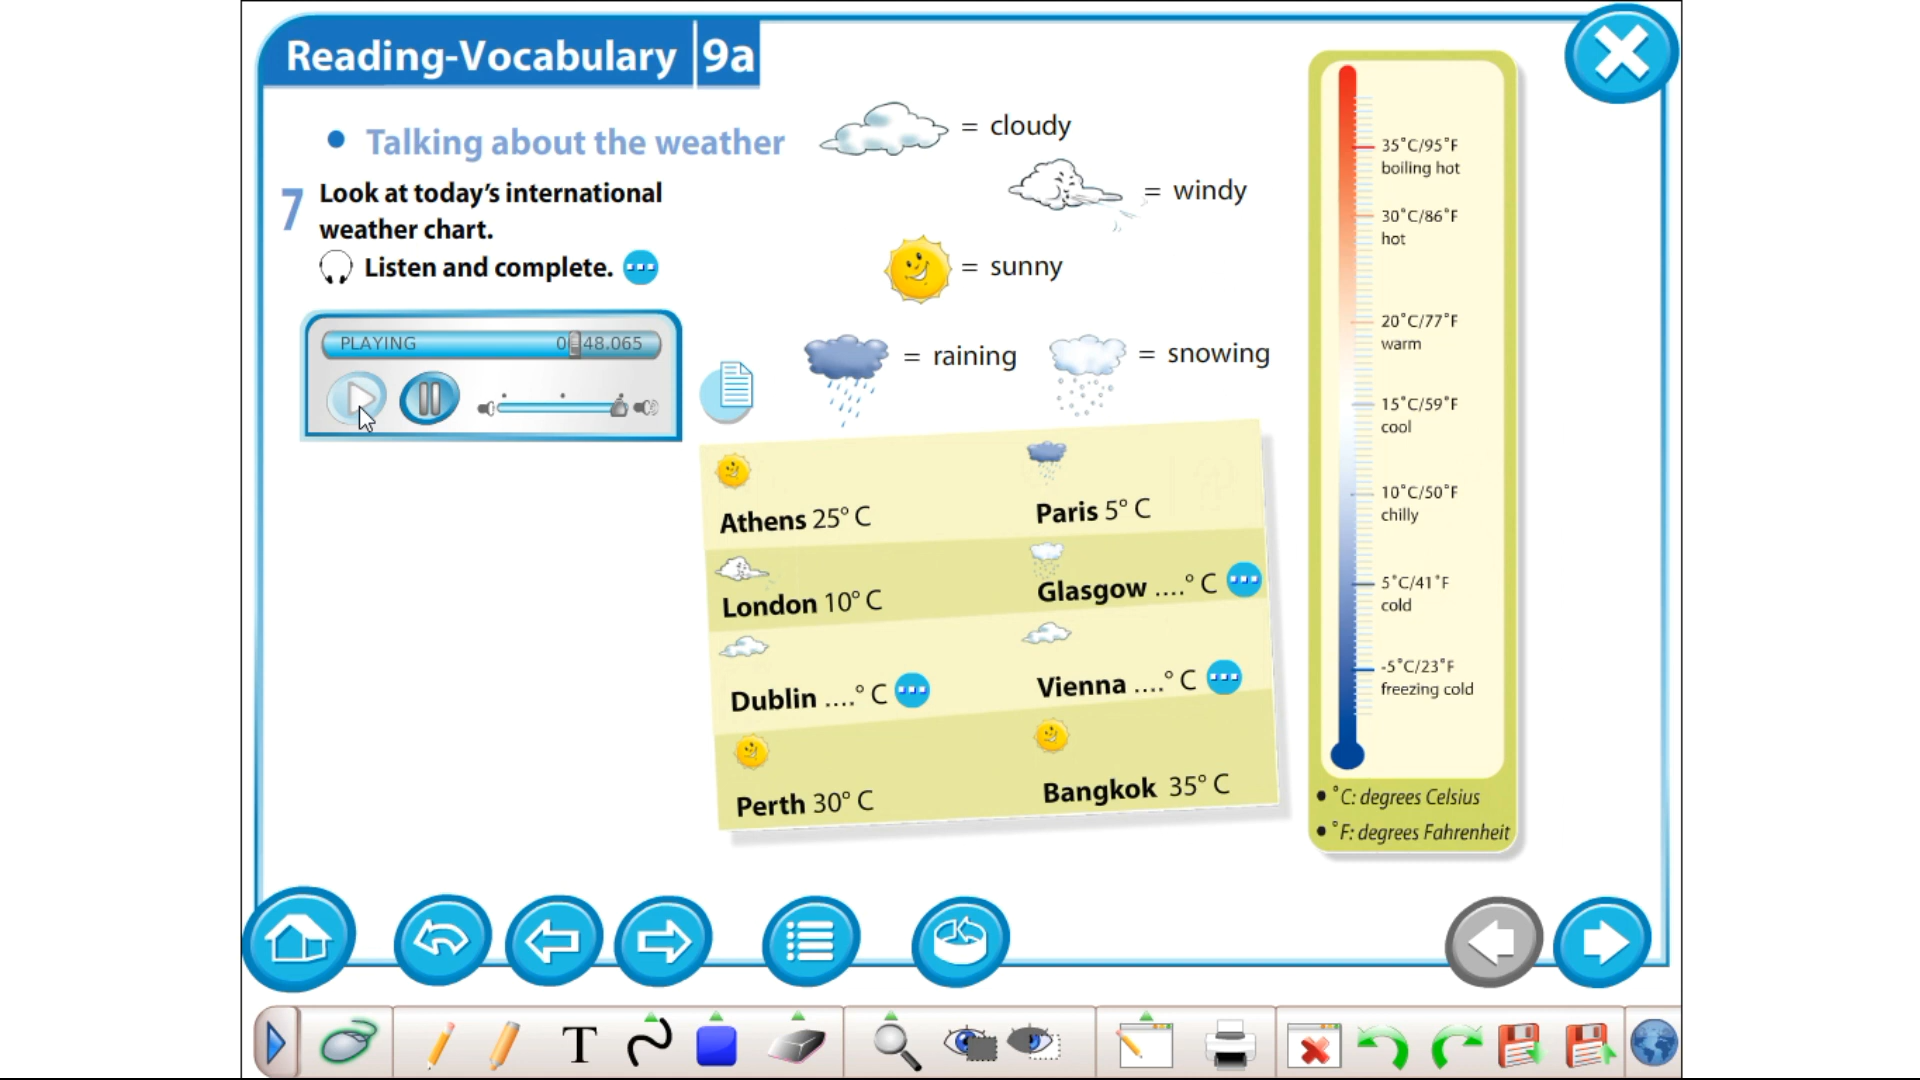 Reading-Vocabulary 9a
• Talking about the weather
7 Look at today's international
weather chart.
Listen and complete.
PLAYING 0 48.065
= cloudy
= windy
= sunny
= raining
= snowing
Athens 25° C
Paris 5° C
London 10° C
Glasgow ....° C
Dublin ....° C
Vienna ....° C
Perth 30° C
Bangkok 35° C
35°C/95°F
boiling hot
30°C/86°F
hot
20°C/77°F
warm
15°C/59°F
cool
10°C/50°F
chilly
5°C/41°F
cold
-5°C/23°F
freezing cold
• °C: degrees Celsius
• °F: degrees Fahrenheit
T